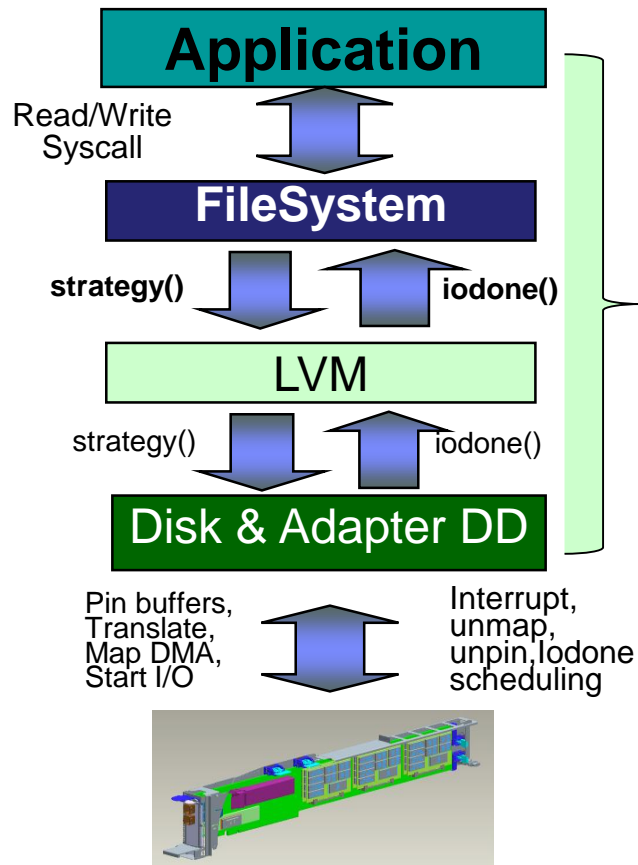 Application
Read/Write
Syscall
FileSystem
strategy()
iodone()
LVM
strategy()
iodone()
Disk & Adapter DD
Pin buffers,
Translate,
Map DMA,
Start I/O
Interrupt,
unmap,
unpin,Iodone
scheduling